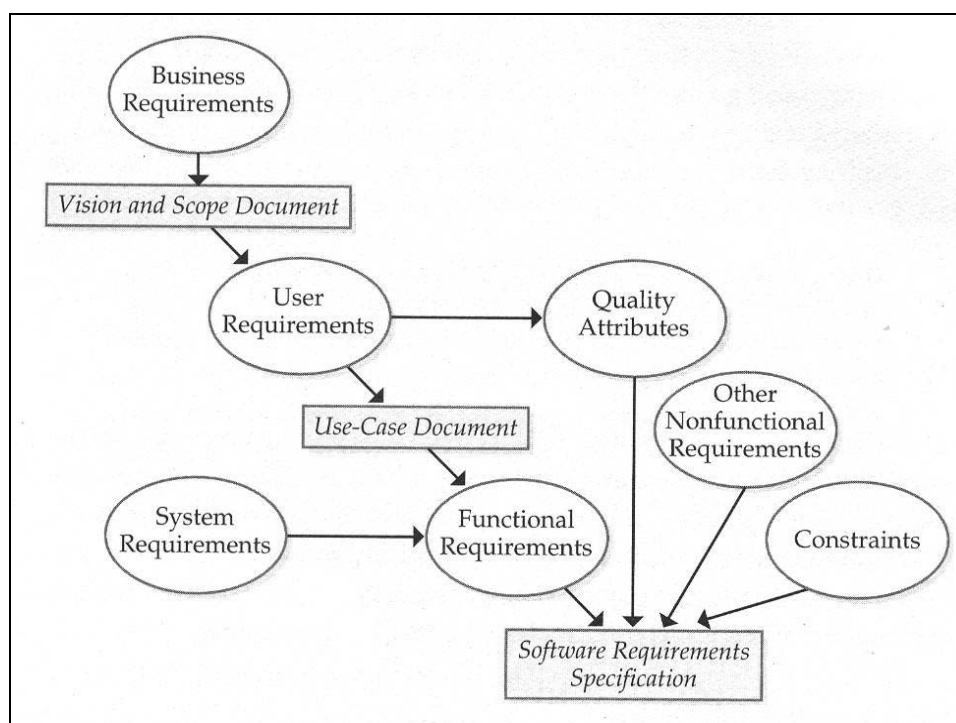 Business
Requirements
Vision and Scope Document
User
Requirements
Quality
Attributes
Other
Nonfunctional
Requirements
Use-Case Document
System
Requirements
Functional
Requirements
Constraints
Software Requirements
Specification